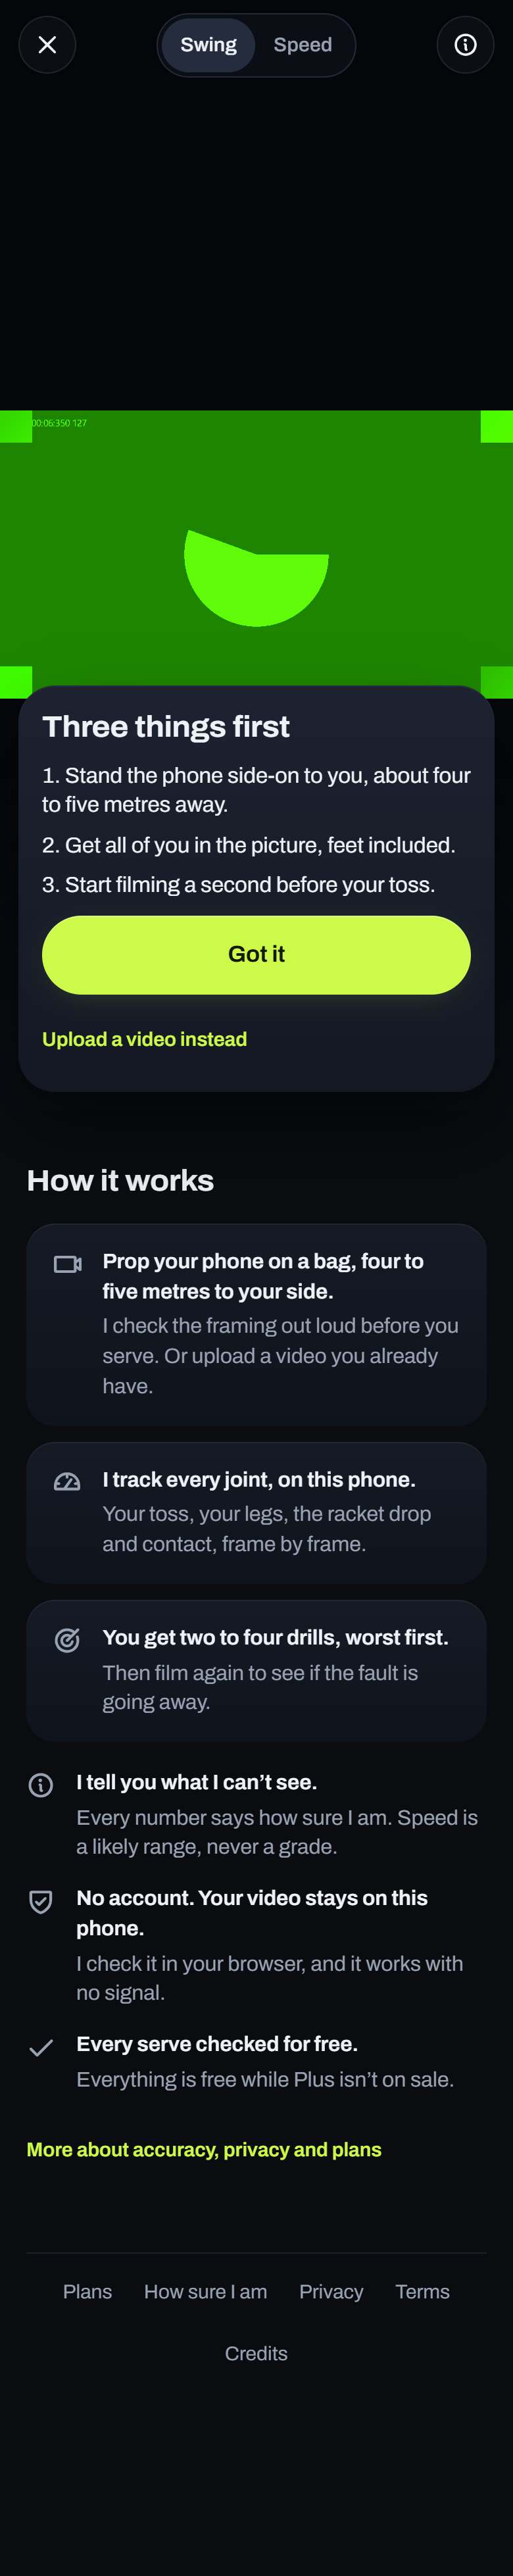 Swing
Speed
00:06:350 127
Three things first
1. Stand the phone side-on to you, about four
to five metres away.
2. Get all of you in the picture, feet included.
3. Start filming a second before your toss.
Got it
Upload a video instead
How it works
Prop your phone on a bag, four to
five metres to your side.
I check the framing out loud before you
serve. Or upload a video you already
have.
I track every joint, on this phone.
Your toss, your legs, the racket drop
and contact, frame by frame.
You get two to four drills, worst first.
Then film again to see if the fault is
going away.
I tell you what I can’t see.
Every number says how sure I am. Speed is
a likely range, never a grade.
No account. Your video stays on this
phone.
I check it in your browser, and it works with
no signal.
Every serve checked for free.
Everything is free while Plus isn’t on sale.
More about accuracy, privacy and plans
Plans
How sure I am
Privacy
Terms
Credits